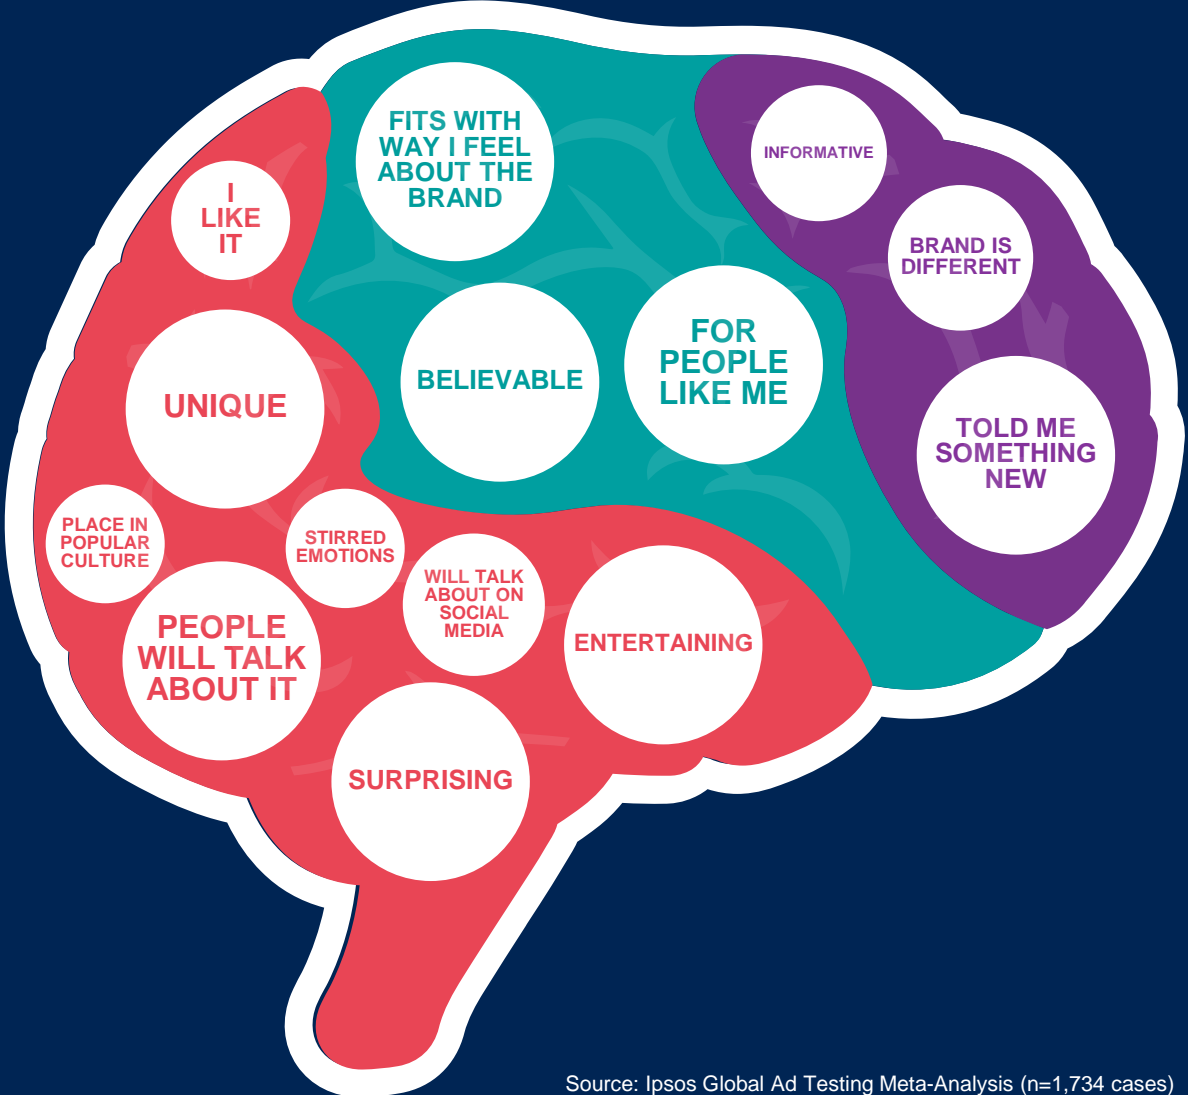 FITS WITH
WAY I FEEL
ABOUT THE
BRAND
INFORMATIVE
I
LIKE
IT
BRAND IS
DIFFERENT
FOR
PEOPLE
LIKE ME
BELIEVABLE
UNIQUE
TOLD ME
SOMETHING
NEW
PLACE IN
POPULAR
CULTURE
STIRRED
EMOTIONS
WILL TALK
ABOUT ON
SOCIAL
MEDIA
PEOPLE
WILL TALK
ABOUT IT
ENTERTAINING
SURPRISING
Source: Ipsos Global Ad Testing Meta-Analysis (n=1,734 cases)